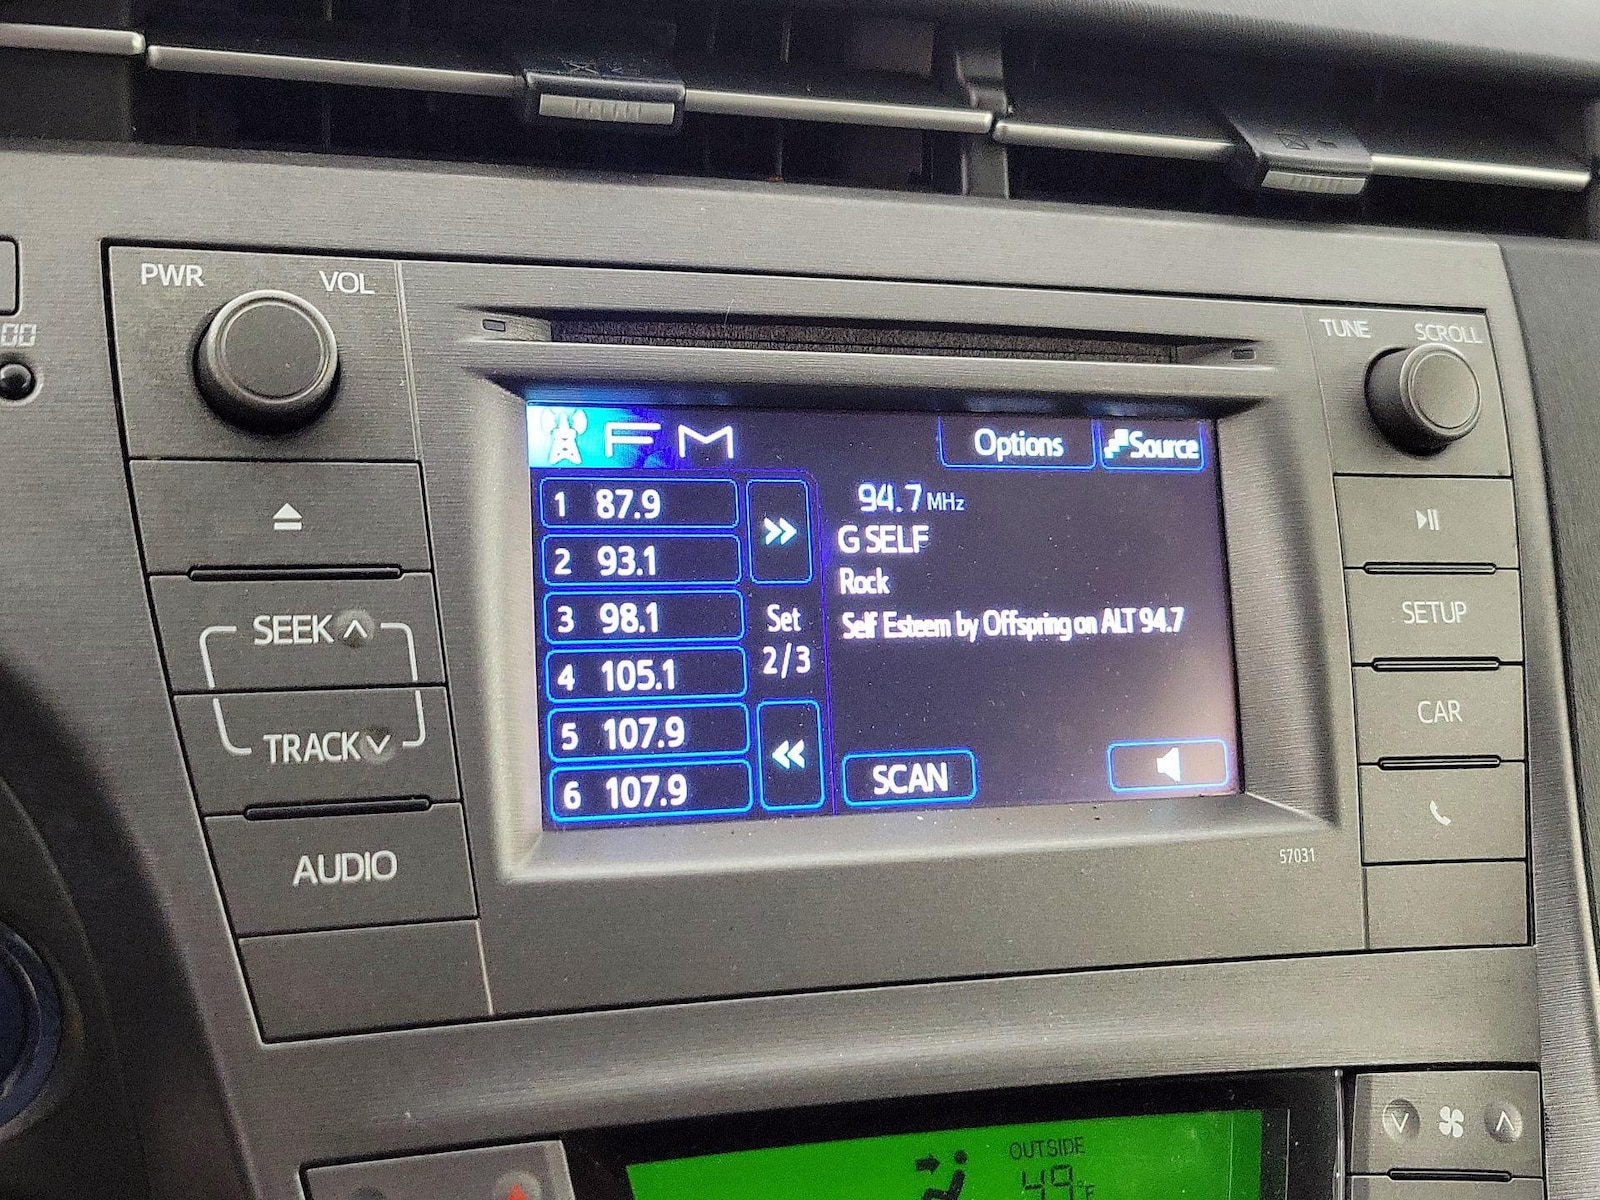 PWR VOL
TUNE SCROLL
00
FM
Options
Source
1 87.9
2 93.1
3 98.1
4 105.1
5 107.9
6 107.9
Set
2/3
94.7 MHz
G SELF
Rock
Self Esteem by Offspring on ALT 94.7
SCAN
SEEK
TRACK
AUDIO
SETUP
CAR
57031
OUTSIDE
49°F